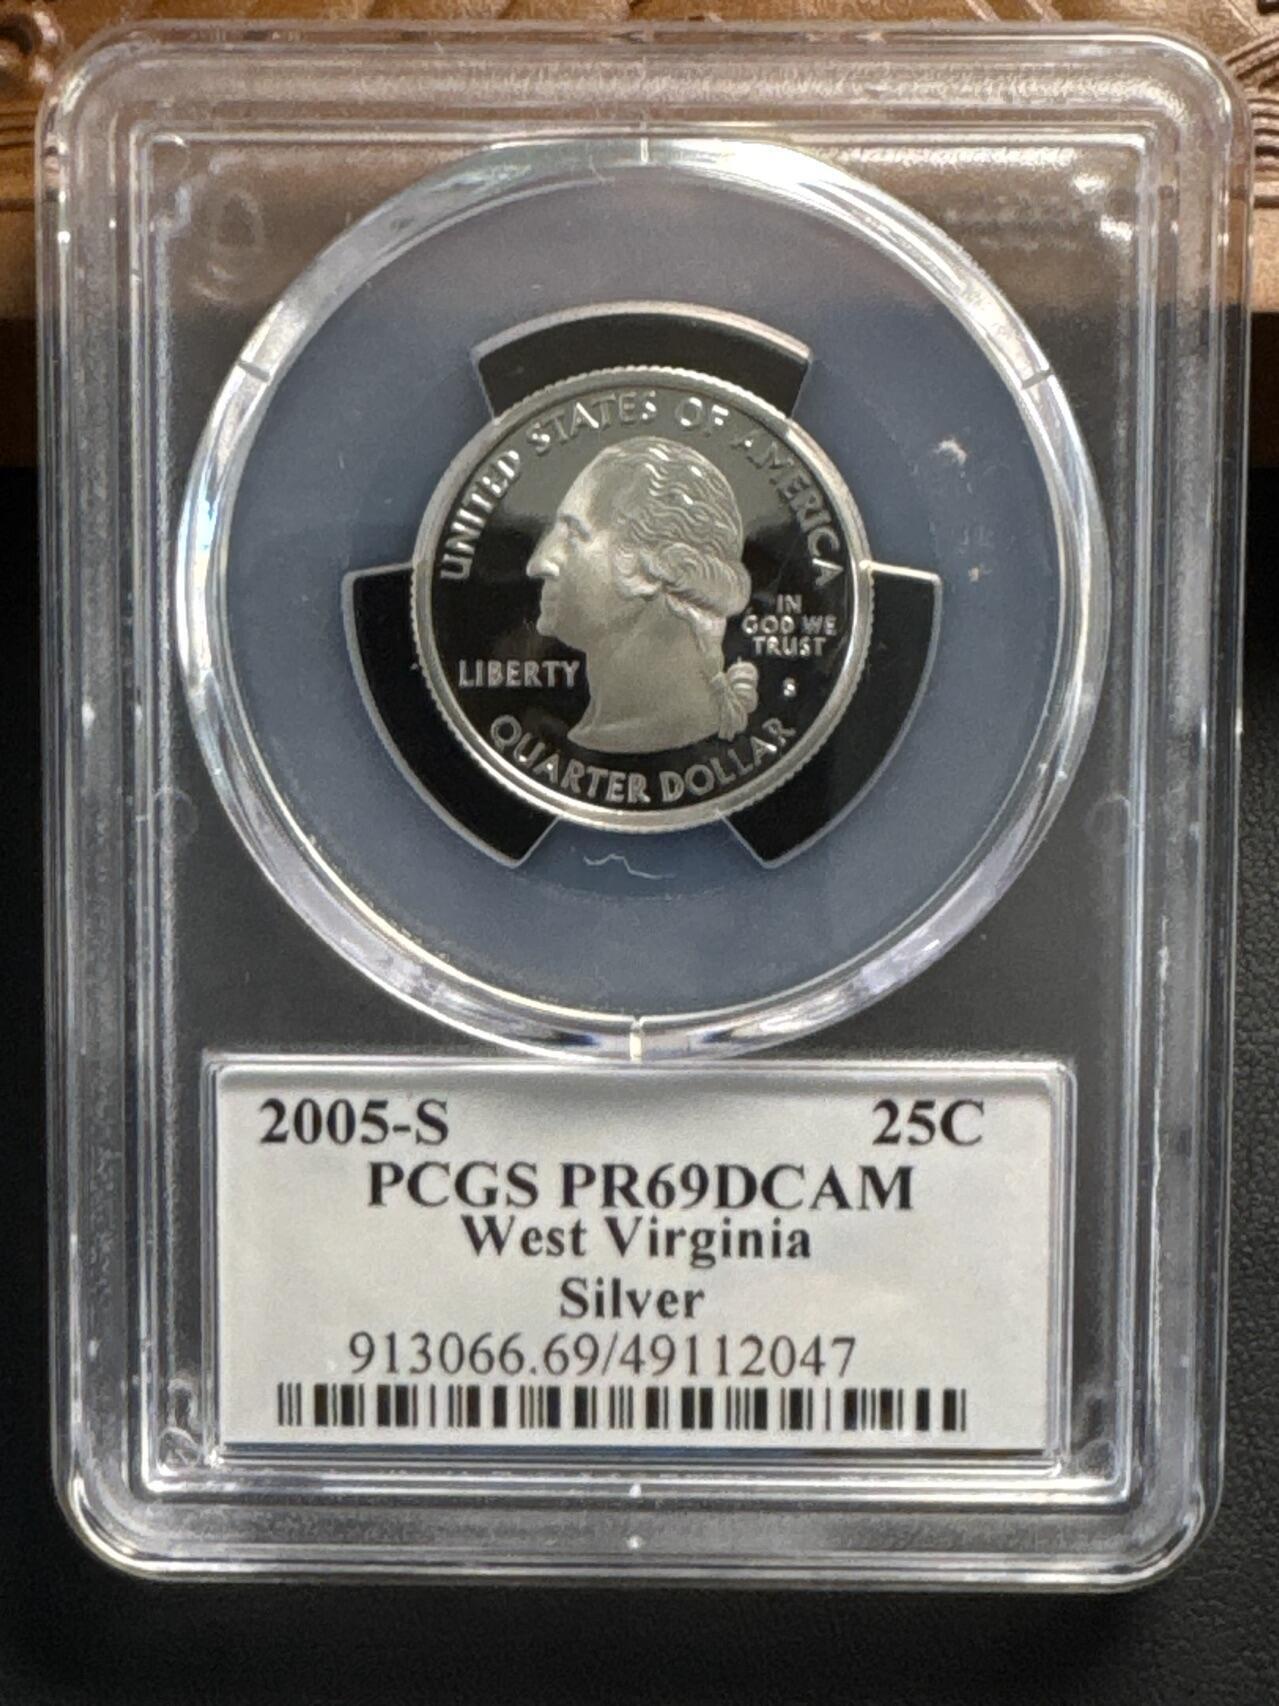 UNITED STATES OF AMERICA
IN
GOD WE
TRUST
LIBERTY
S
QUARTER DOLLAR
2005-S 25C
PCGS PR69DCAM
West Virginia
Silver
913066.69/49112047